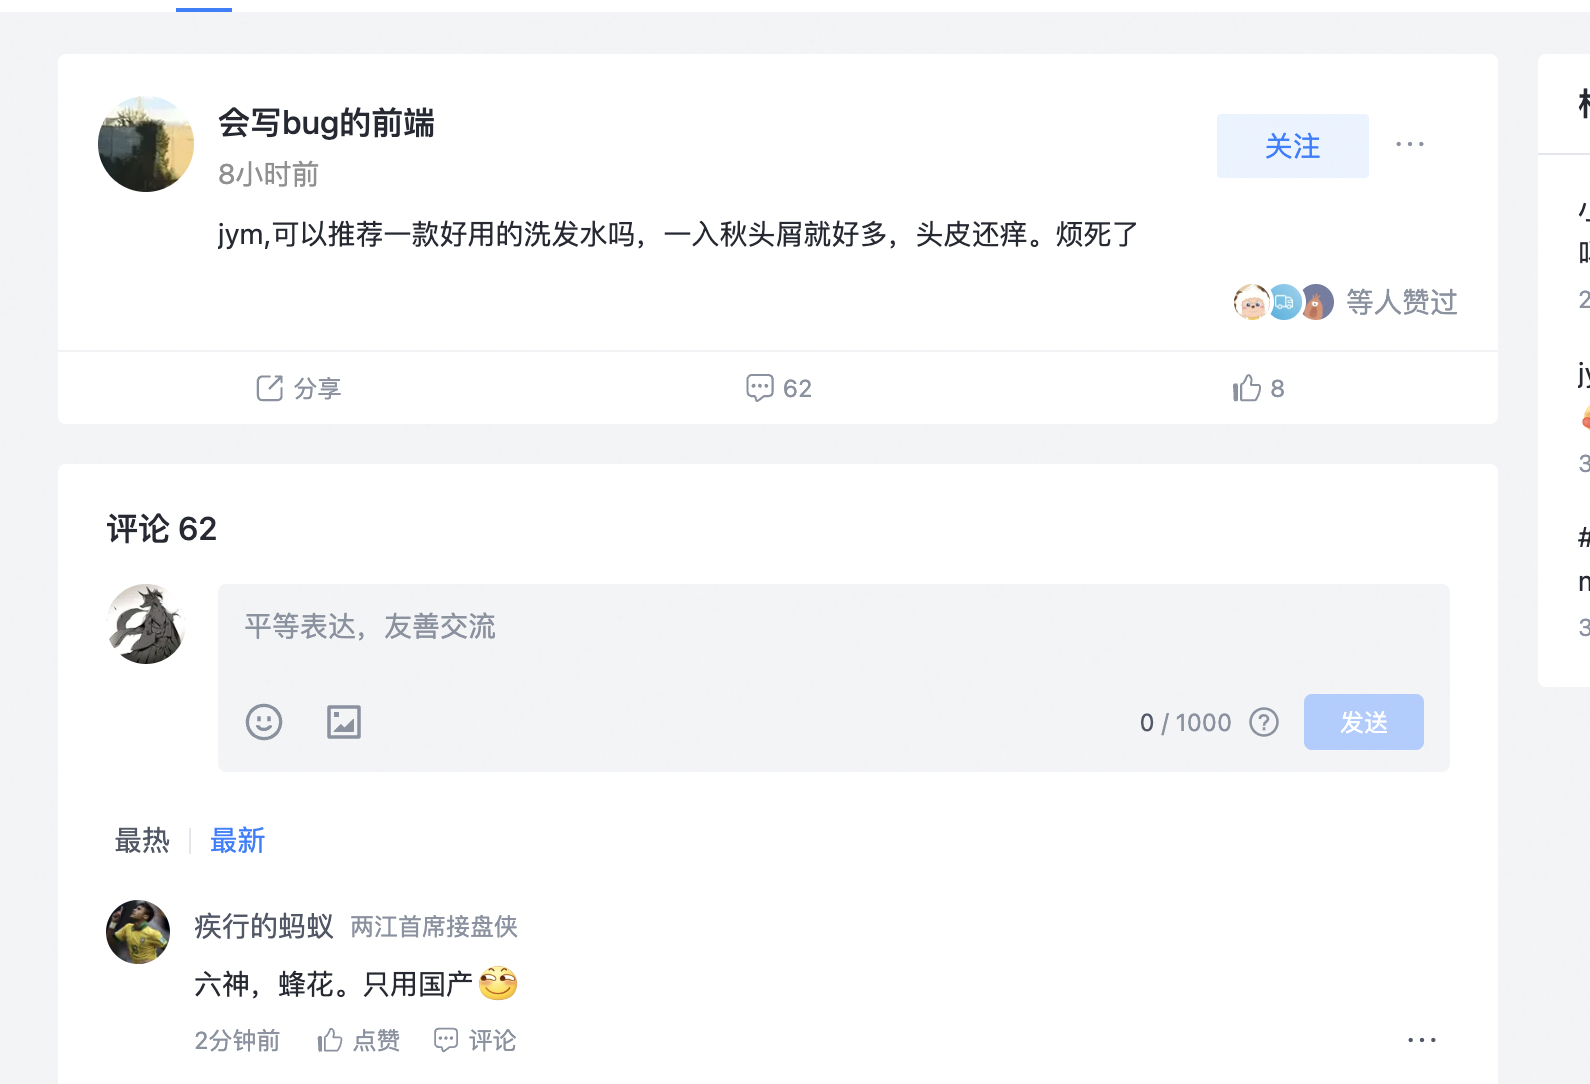 会写bug的前端
8小时前
关注
jym,可以推荐一款好用的洗发水吗，一入秋头屑就好多，头皮还痒。烦死了
等人赞过
分享
62
8
评论 62
平等表达，友善交流
0 / 1000
发送
最热
最新
疾行的蚂蚁 两江首席接盘侠
六神，蜂花。只用国产
2分钟前 点赞 评论